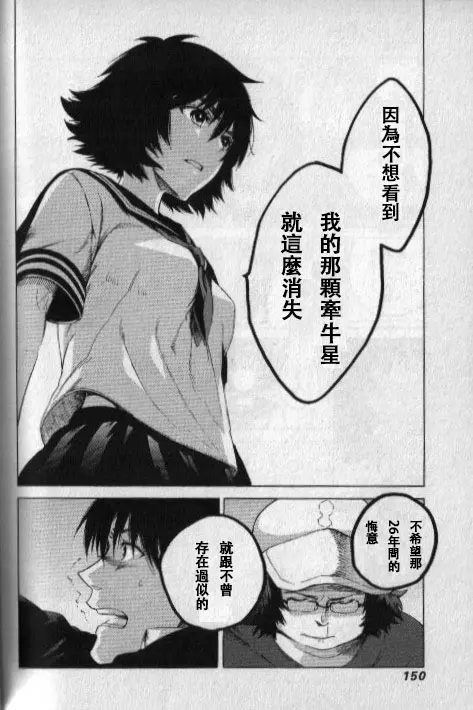 因為不想看到
我的那顆牽牛星
就這麼消失
不希望那
26年間的
悔意
就跟不曾
存在過似的
150